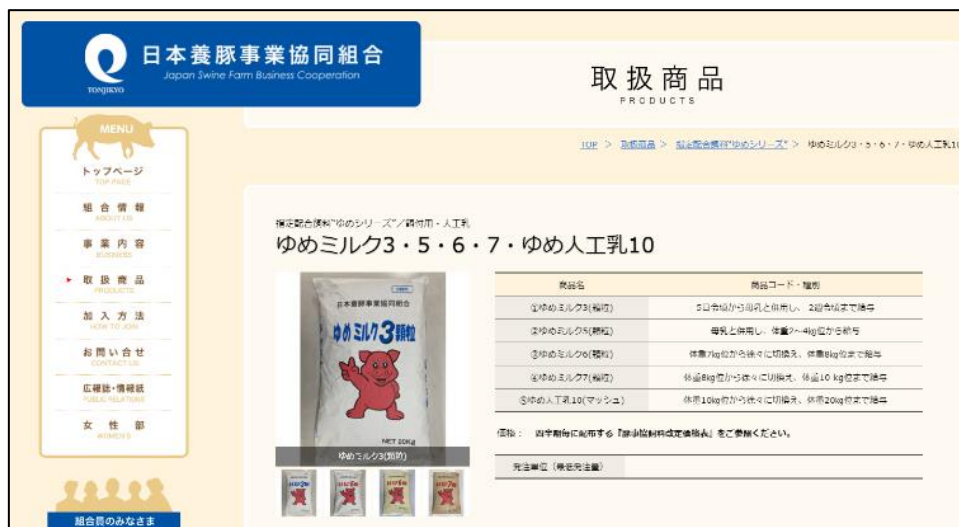 日本養豚事業協同組合
Japan Swine Farm Business Cooperation
TONJIKYO
取扱商品
PRODUCTS
MENU
トップページ
TOP PAGE
組合情報
ABOUT US
事業内容
BUSINESS
取扱商品
PRODUCTS
加入方法
HOW TO JOIN
お問い合せ
CONTACT US
広報誌・情報紙
PUBLIC RELATIONS
女性部
WOMEN'S
組合員のみなさま
TOP > 取扱商品 > 指定配合飼料"ゆめシリーズ" > ゆめミルク3・5・6・7・ゆめ人工乳10
指定配合飼料"ゆめシリーズ"／餌付用・人工乳
ゆめミルク3・5・6・7・ゆめ人工乳10
日本養豚事業協同組合
ゆめミルク3顆粒
NET 20Kg
ゆめミルク3(顆粒)
商品名 商品コード・種別
①ゆめミルク3(顆粒) 5日令頃から母乳と併用し、2週令頃まで給与
②ゆめミルク5(顆粒) 母乳と併用し、体重2～4kg位から給与
③ゆめミルク6(顆粒) 体重7kg位から徐々に切換え、体重8kg位まで給与
④ゆめミルク7(顆粒) 体重8kg位から徐々に切換え、体重10 kg位まで給与
⑤ゆめ人工乳10(マッシュ) 体重10kg位から徐々に切換え、体重20kg位まで給与
価格： 四半期毎に配布する『豚事協飼料改定価格表』をご参照ください。
発注単位（最低発注量）